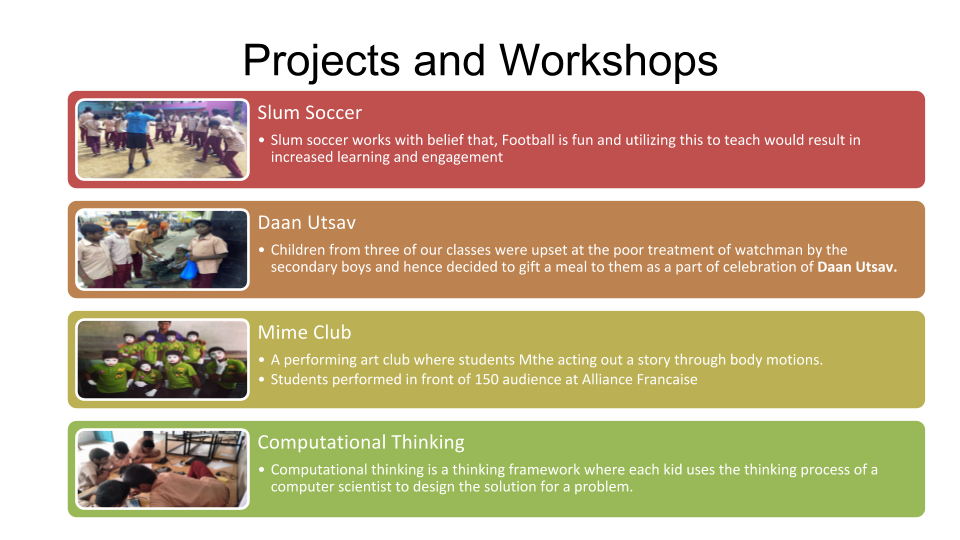 Projects and Workshops
Slum Soccer
• Slum soccer works with belief that, Football is fun and utilizing this to teach would result in
increased learning and engagement
Daan Utsav
• Children from three of our classes were upset at the poor treatment of watchman by the
secondary boys and hence decided to gift a meal to them as a part of celebration of Daan Utsav.
Mime Club
• A performing art club where students Mthe acting out a story through body motions.
• Students performed in front of 150 audience at Alliance Francaise
Computational Thinking
• Computational thinking is a thinking framework where each kid uses the thinking process of a
computer scientist to design the solution for a problem.